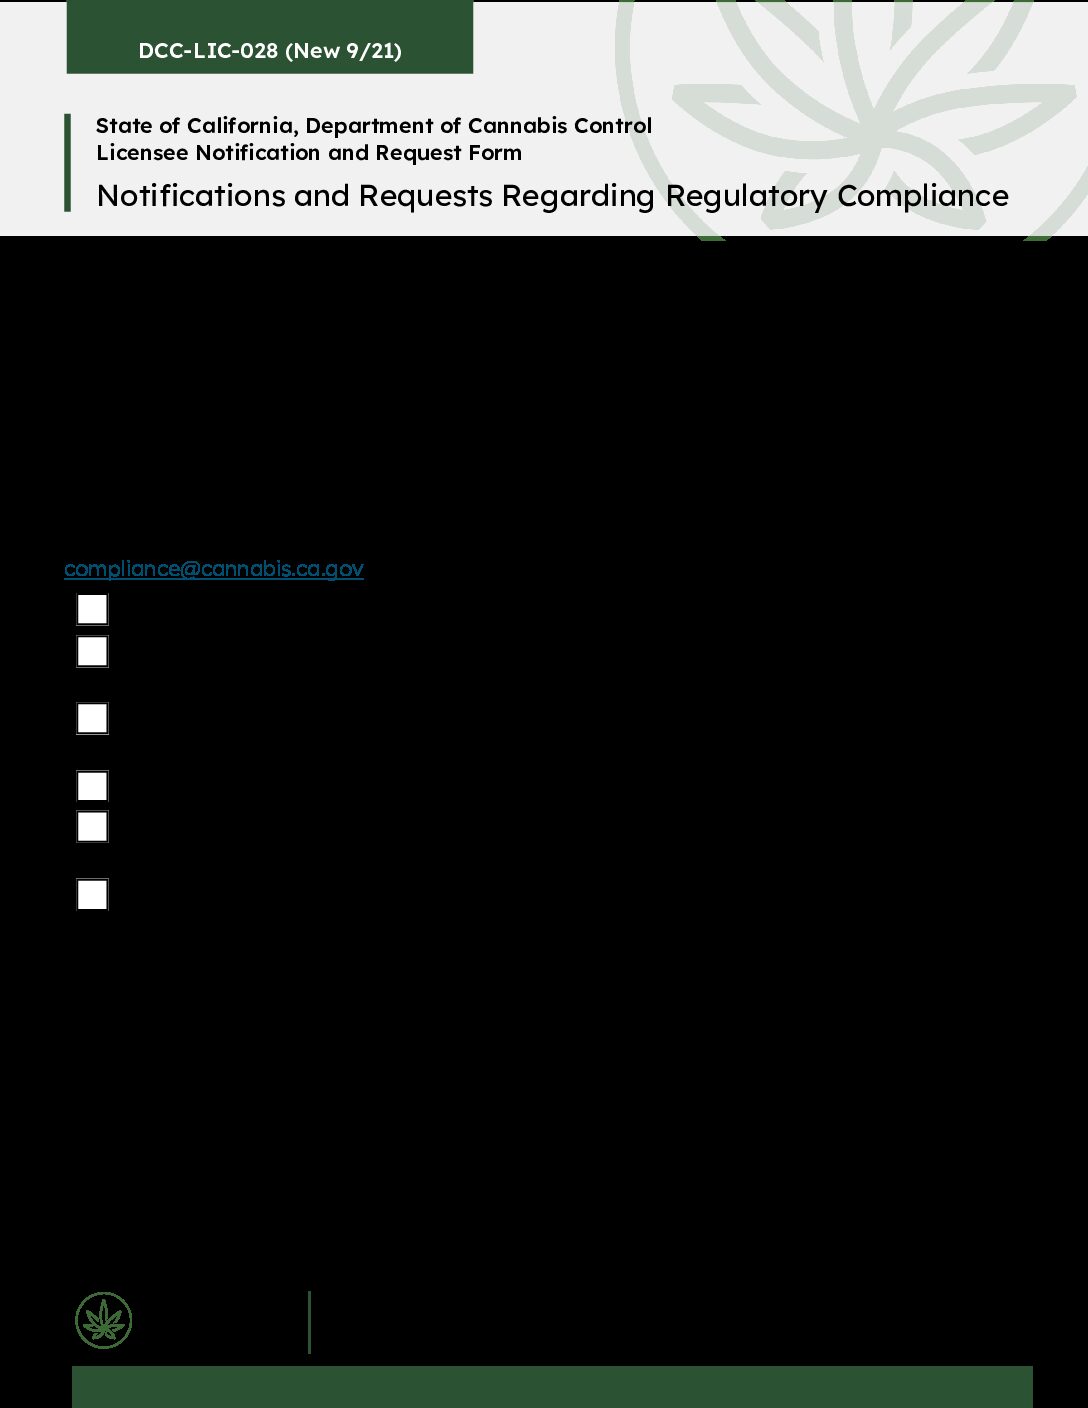 DCC-LIC-028 (New 9/21)
State of California, Department of Cannabis Control
Licensee Notification and Request Form
Notifications and Requests Regarding Regulatory Compliance
compliance@cannabis.ca.gov